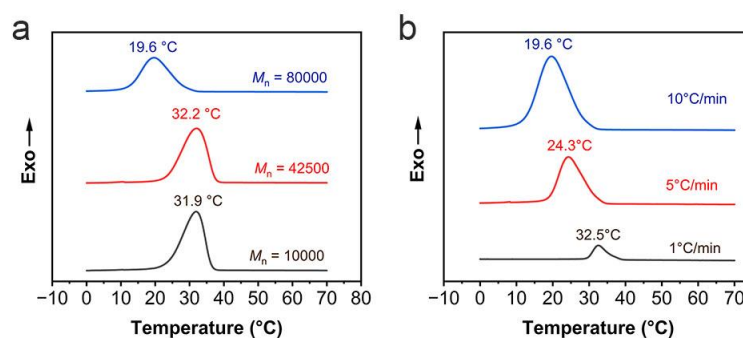 a
19.6 °C
Mn = 80000
32.2 °C
Mn = 42500
31.9 °C
Mn = 10000
Exo
−10 0 10 20 30 40 50 60 70 80
Temperature (°C)
b
19.6 °C
10°C/min
24.3°C
5°C/min
32.5°C
1°C/min
Exo
−10 0 10 20 30 40 50 60 70
Temperature (°C)